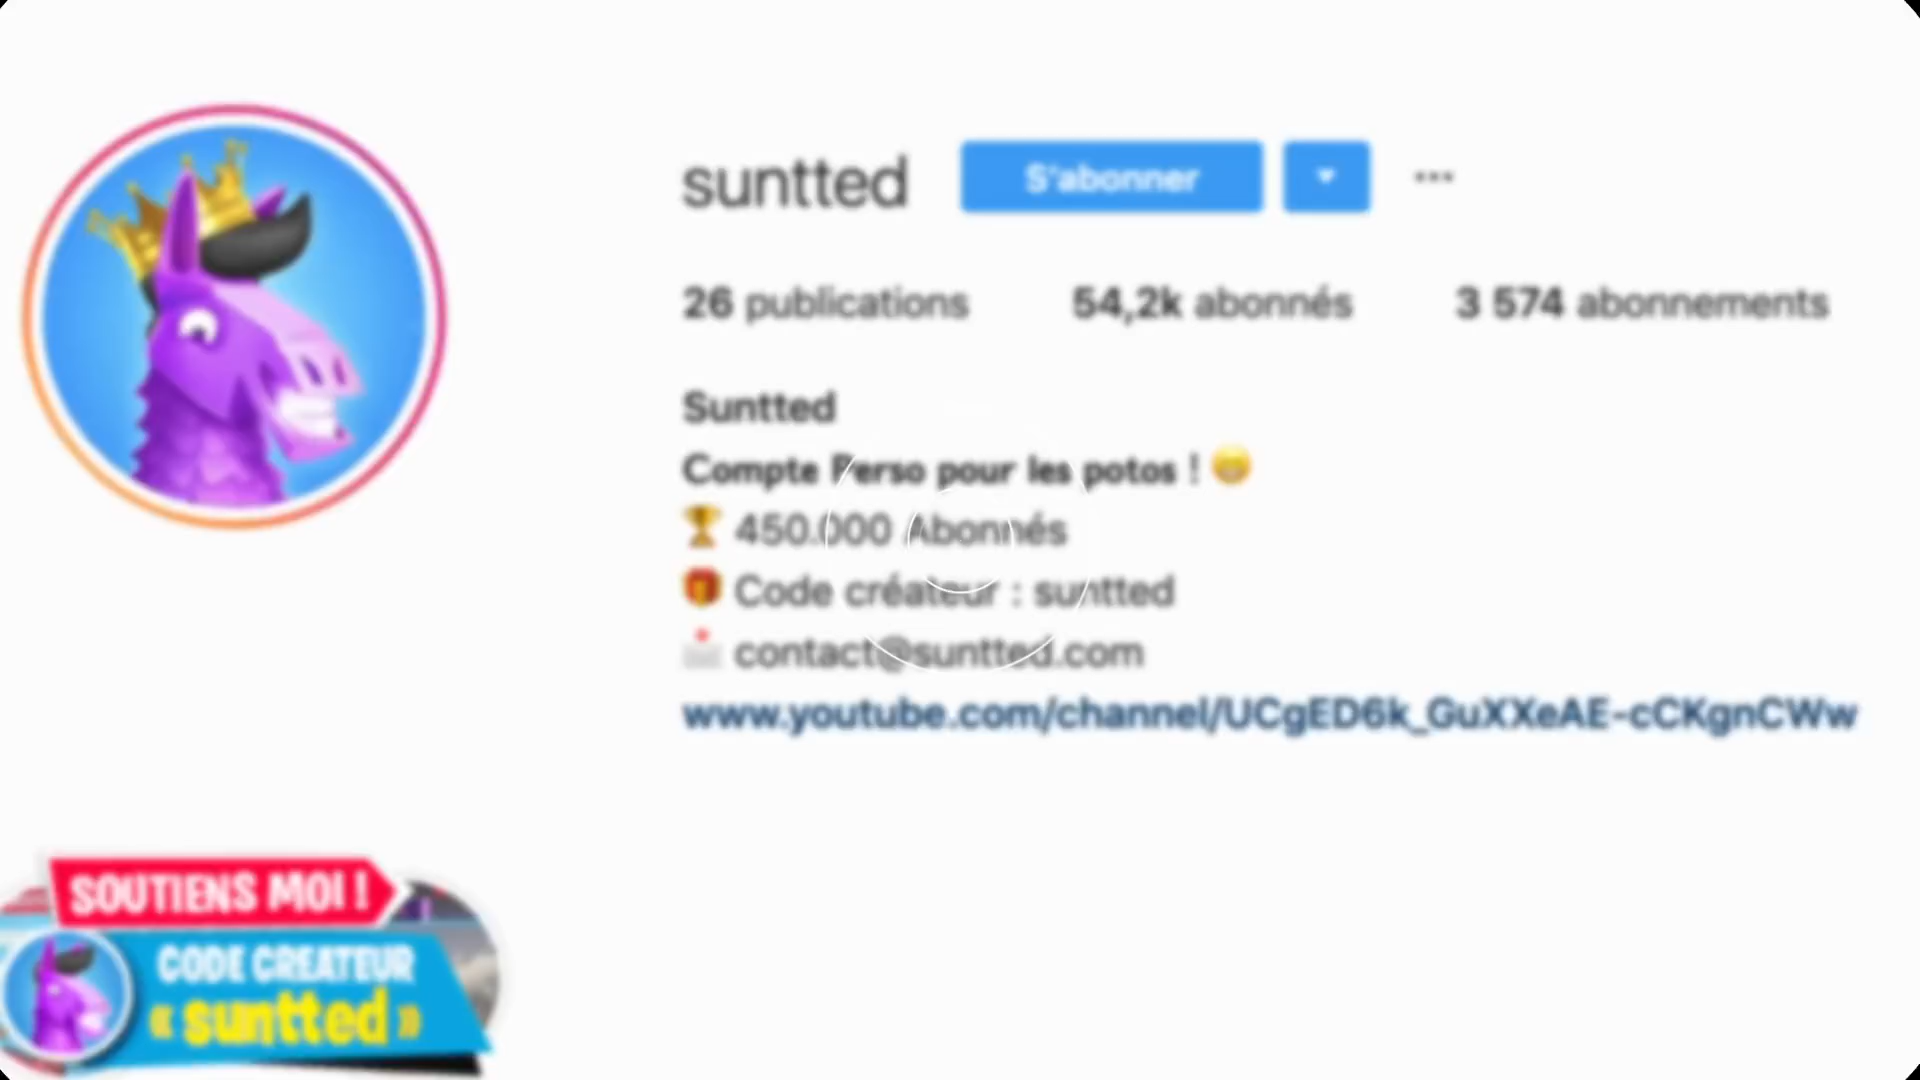 suntted S'abonner ...
26 publications 54,2k abonnés 3 574 abonnements
Suntted
Compte Perso pour les potos !
450.000 Abonnés
Code créateur : suntted
contact@suntted.com
www.youtube.com/channel/UCgED6k_GuXXeAE-cCKgnCWw
SOUTIENS MOI !
CODE CREATEUR
« suntted »